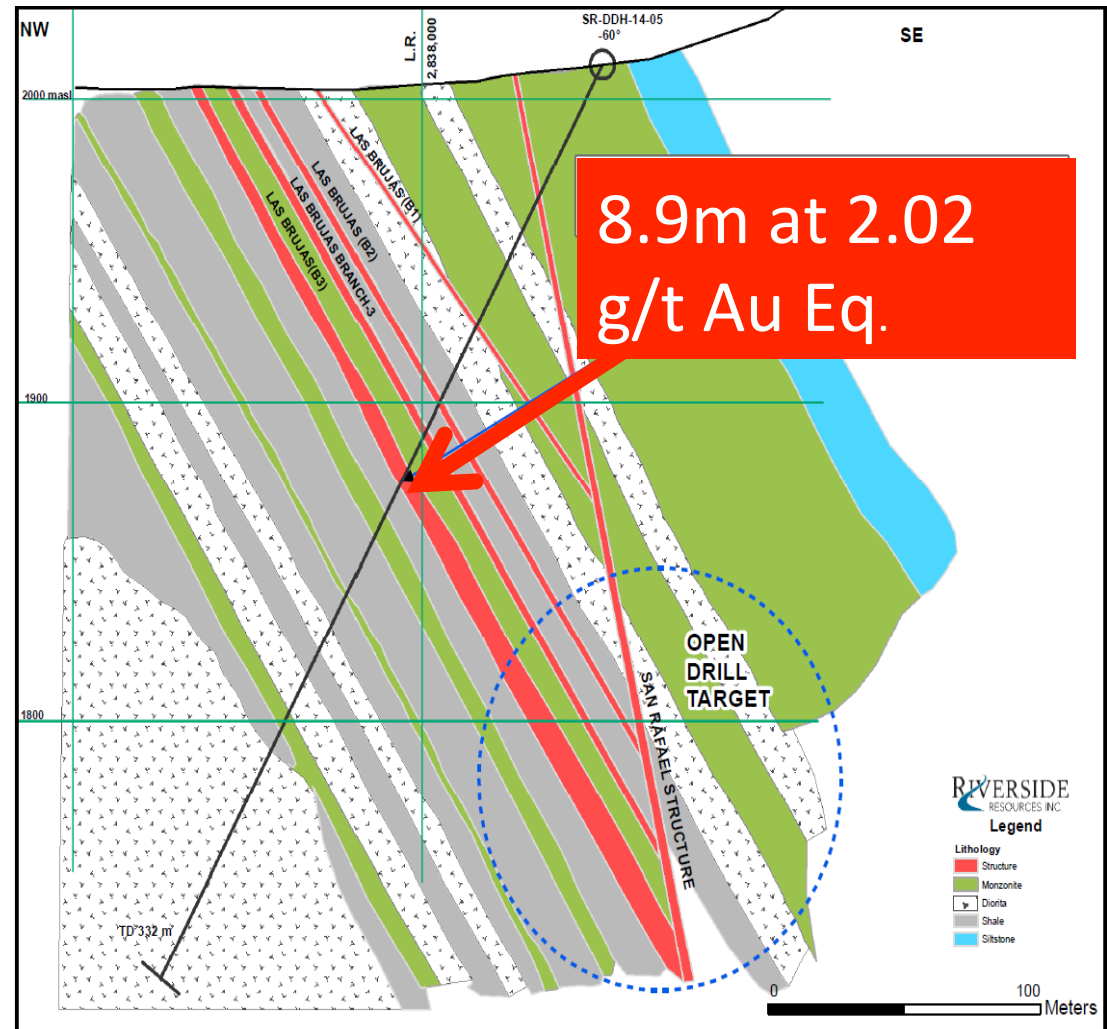 NW
L.R.
2,838,000
SR-DDH-14-05
-60°
SE
2000 masl
LAS BRUJAS (B1)
LAS BRUJAS (B2)
LAS BRUJAS BRANCH-3
LAS BRUJAS(B3)
8.9m at 2.02
g/t Au Eq.
1900
OPEN
DRILL
TARGET
SAN RAFAEL STRUCTURE
1800
TD 332 m
RIVERSIDE
RESOURCES INC.
Legend
Lithology
Structure
Monzonite
Diorita
Shale
Siltstone
0
100
Meters